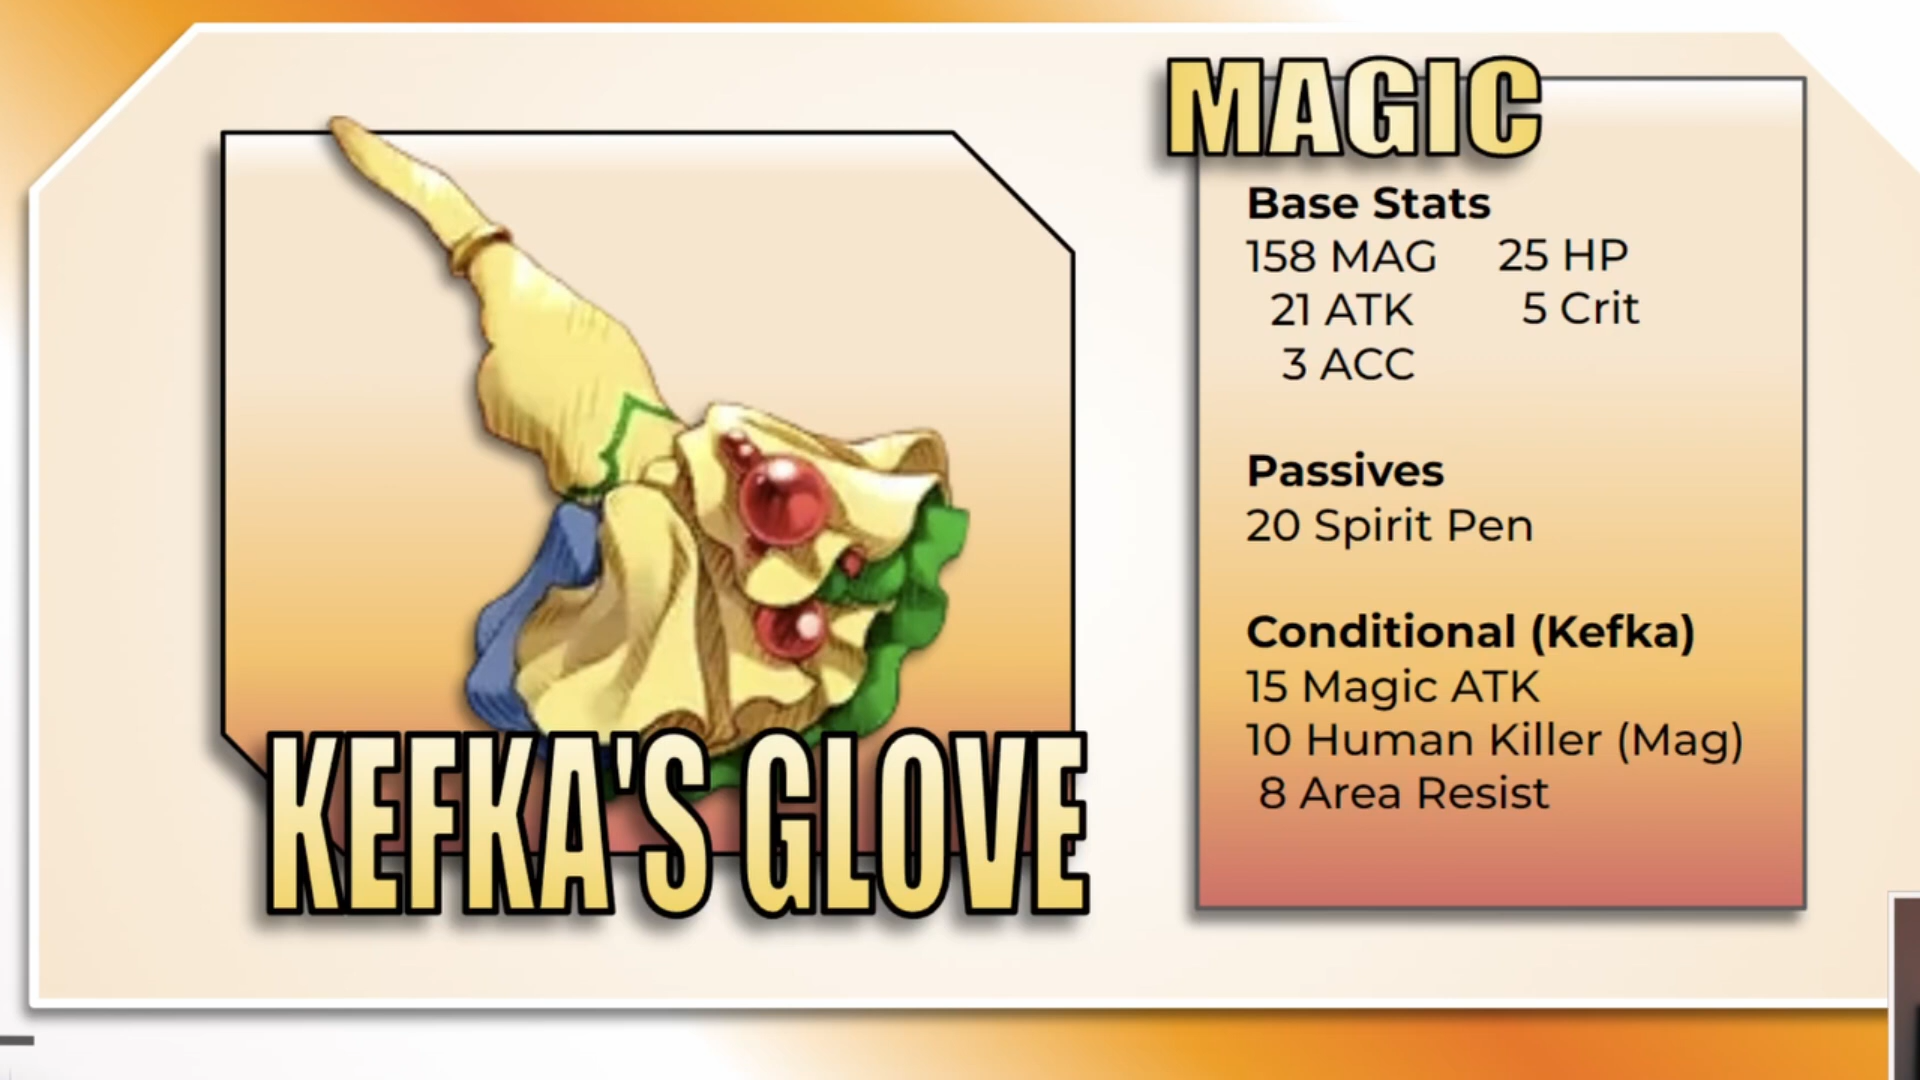 MAGIC
Base Stats
158 MAG 25 HP
21 ATK 5 Crit
3 ACC
Passives
20 Spirit Pen
Conditional (Kefka)
15 Magic ATK
10 Human Killer (Mag)
8 Area Resist
KEFKA'S GLOVE